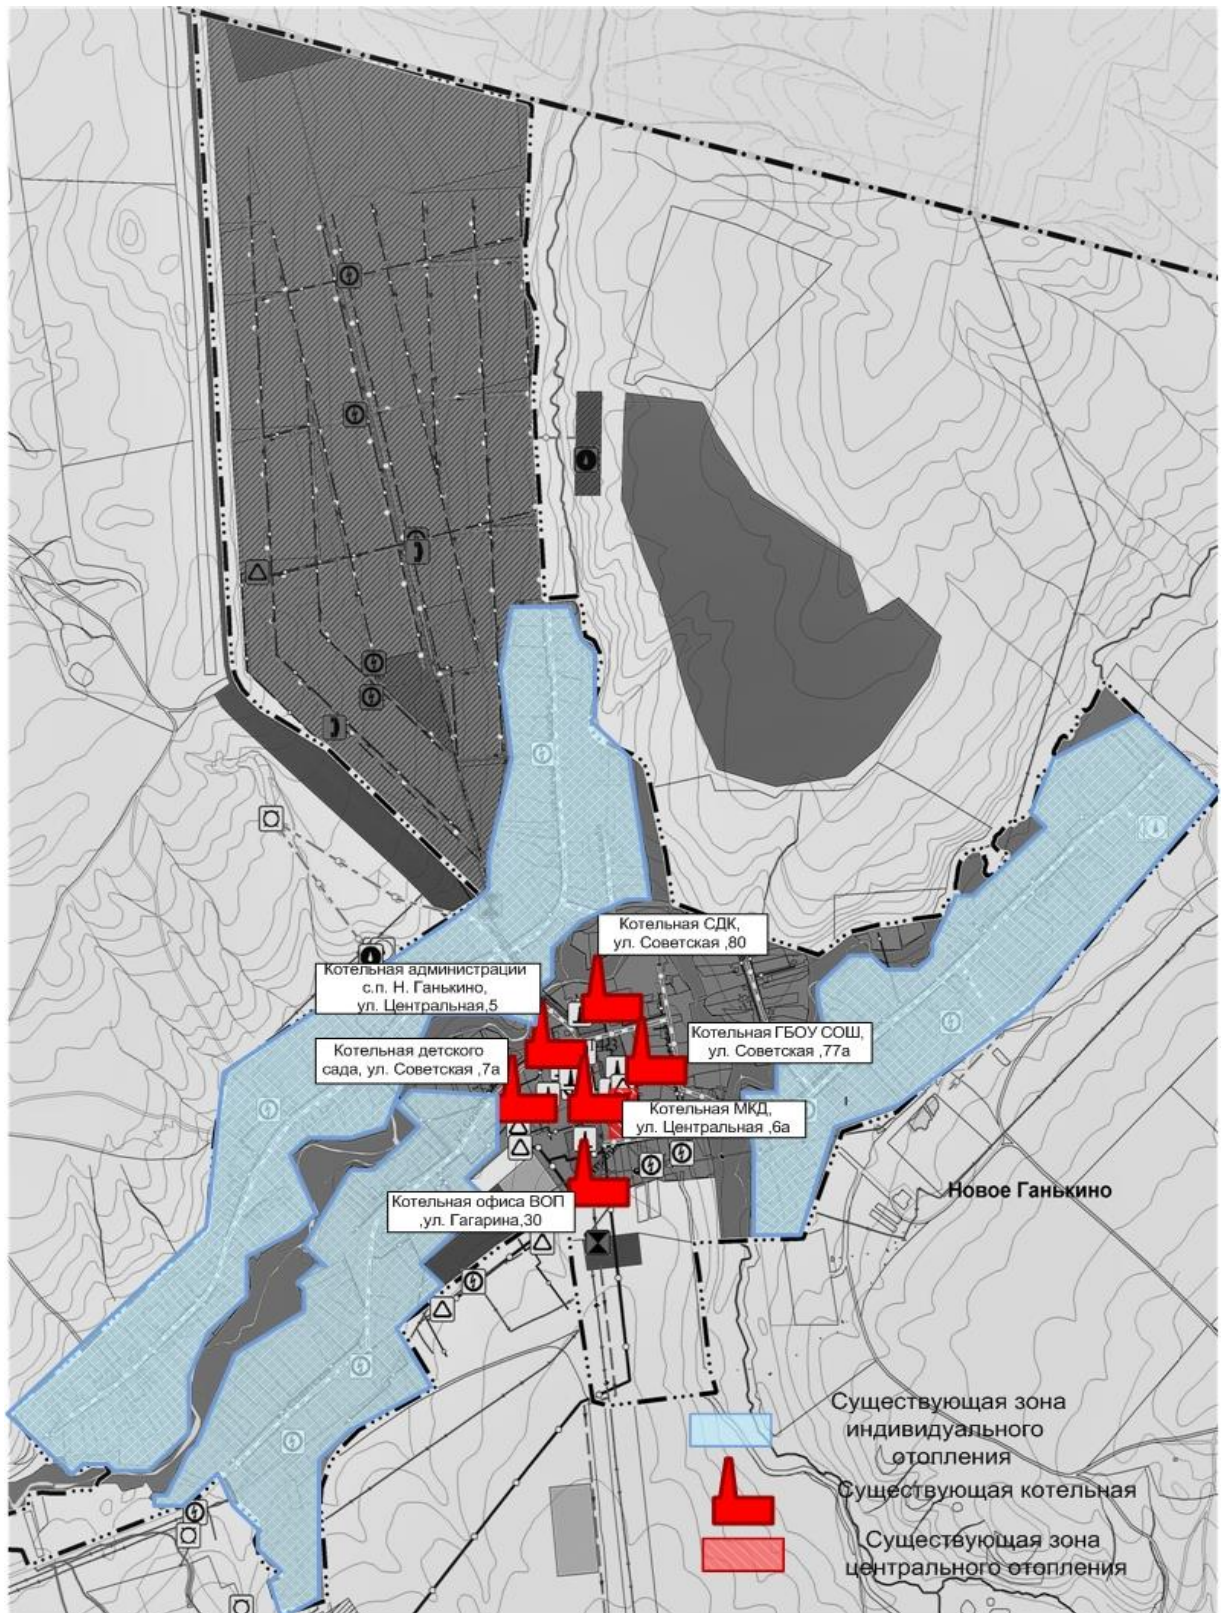 Котельная СДК,
ул. Советская ,80
Котельная администрации
с.п. Н. Ганькино,
ул. Центральная,5
Котельная ГБОУ СОШ,
ул. Советская ,77а
Котельная детского
сада, ул. Советская ,7а
Котельная МКД,
ул. Центральная ,6а
Котельная офиса ВОП
,ул. Гагарина,30
Новое Ганькино
Существующая зона
индивидуального
отопления
Существующая котельная
Существующая зона
центрального отопления